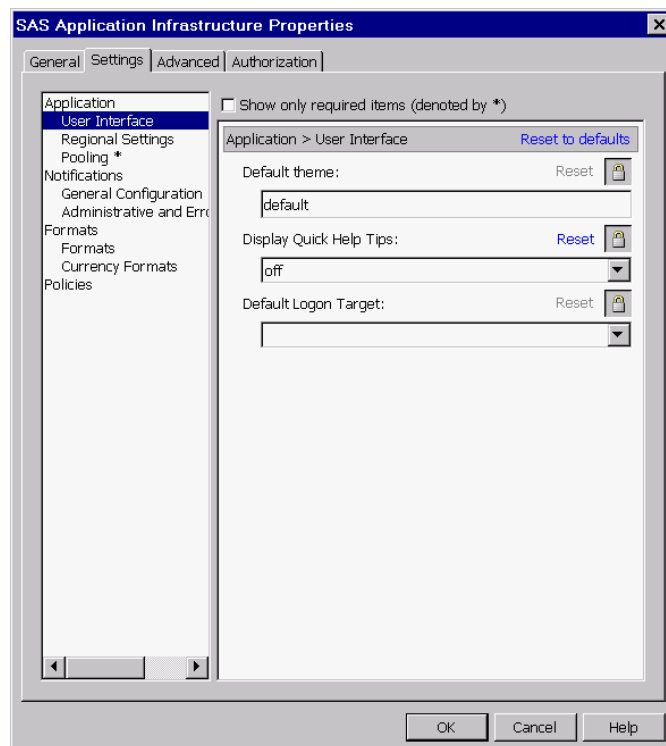 SAS Application Infrastructure Properties
General Settings Advanced Authorization
Application
User Interface
Regional Settings
Pooling *
Notifications
General Configuration
Administrative and Erro
Formats
Formats
Currency Formats
Policies
Show only required items (denoted by *)
Application > User Interface Reset to defaults
Default theme: Reset
default
Display Quick Help Tips: Reset
off
Default Logon Target: Reset
OK Cancel Help